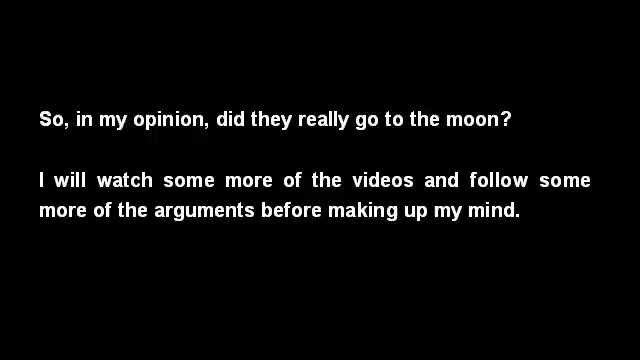 So, in my opinion, did they really go to the moon?
I will watch some more of the videos and follow some
more of the arguments before making up my mind.